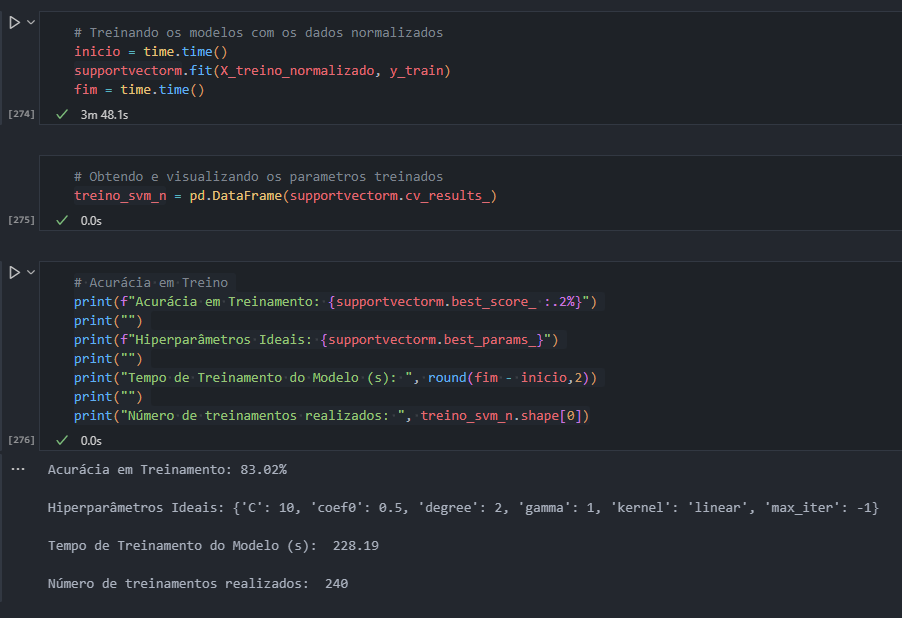 # Treinando os modelos com os dados normalizados
inicio = time.time()
supportvectorm.fit(X_treino_normalizado, y_train)
fim = time.time()
[274]
3m 48.1s
# Obtendo e visualizando os parametros treinados
treino_svm_n = pd.DataFrame(supportvectorm.cv_results_)
[275]
0.0s
# Acurácia em Treino
print(f"Acurácia em Treinamento: {supportvectorm.best_score_ :.2%}")
print("")
print(f"Hiperparâmetros Ideais: {supportvectorm.best_params_}")
print("")
print("Tempo de Treinamento do Modelo (s): ", round(fim - inicio,2))
print("")
print("Número de treinamentos realizados: ", treino_svm_n.shape[0])
[276]
0.0s
Acurácia em Treinamento: 83.02%
Hiperparâmetros Ideais: {'C': 10, 'coef0': 0.5, 'degree': 2, 'gamma': 1, 'kernel': 'linear', 'max_iter': -1}
Tempo de Treinamento do Modelo (s):  228.19
Número de treinamentos realizados:  240